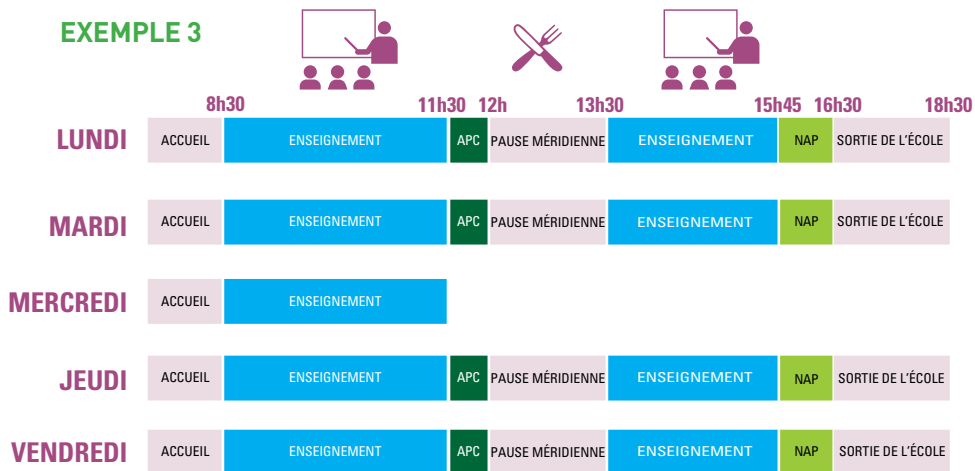 EXEMPLE 3
8h30 11h30 12h 13h30 15h45 16h30 18h30
LUNDI ACCUEIL ENSEIGNEMENT APC PAUSE MÉRIDIENNE ENSEIGNEMENT NAP SORTIE DE L'ÉCOLE
MARDI ACCUEIL ENSEIGNEMENT APC PAUSE MÉRIDIENNE ENSEIGNEMENT NAP SORTIE DE L'ÉCOLE
MERCREDI ACCUEIL ENSEIGNEMENT
JEUDI ACCUEIL ENSEIGNEMENT APC PAUSE MÉRIDIENNE ENSEIGNEMENT NAP SORTIE DE L'ÉCOLE
VENDREDI ACCUEIL ENSEIGNEMENT APC PAUSE MÉRIDIENNE ENSEIGNEMENT NAP SORTIE DE L'ÉCOLE